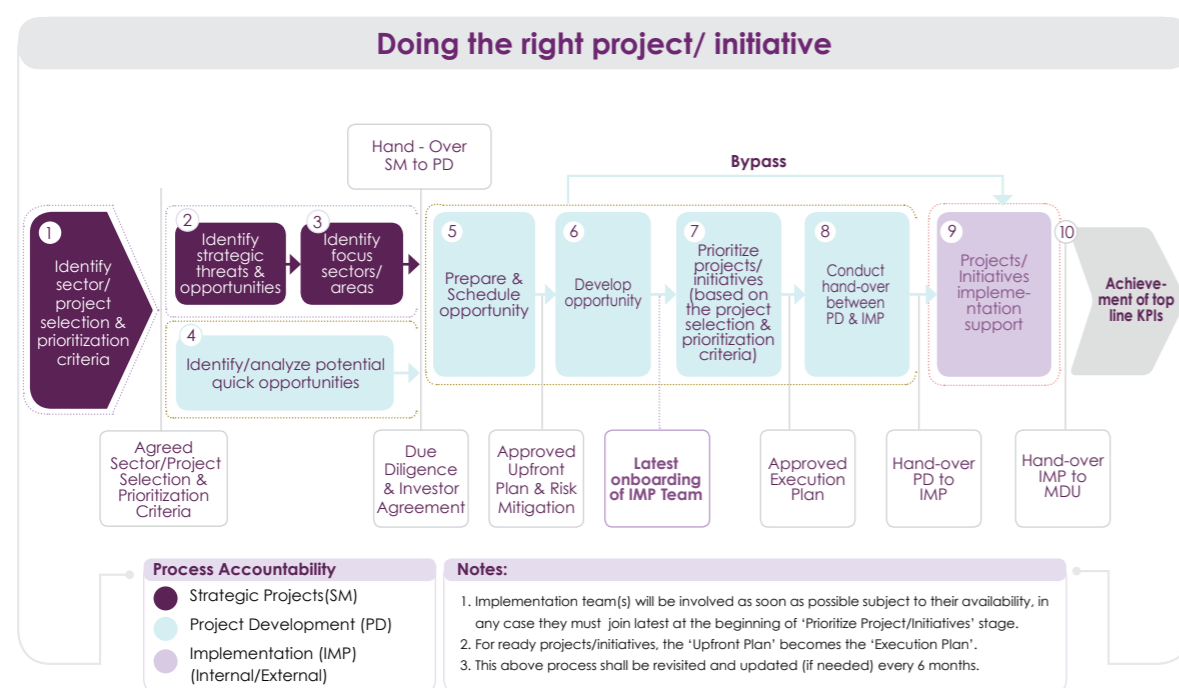 Doing the right project/ initiative
Hand - Over
SM to PD
Bypass
1
Identify
sector/
project
selection &
prioritization
criteria
2
Identify
strategic
threats &
opportunities
3
Identify
focus
sectors/
areas
4
Identify/analyze potential
quick opportunities
5
Prepare &
Schedule
opportunity
6
Develop
opportunity
7
Prioritize
projects/
initiatives
(based on
the project
selection &
prioritization
criteria)
8
Conduct
hand-over
between
PD & IMP
9
Projects/
Initiatives
impleme-
ntation
support
10
Achieve-
ment of top
line KPIs
Agreed
Sector/Project
Selection &
Prioritization
Criteria
Due
Diligence
& Investor
Agreement
Approved
Upfront
Plan & Risk
Mitigation
Latest
onboarding
of IMP Team
Approved
Execution
Plan
Hand-over
PD to
IMP
Hand-over
IMP to
MDU
Process Accountability
Strategic Projects(SM)
Project Development (PD)
Implementation (IMP)
(Internal/External)
Notes:
1. Implementation team(s) will be involved as soon as possible subject to their availability, in
any case they must join latest at the beginning of ‘Prioritize Project/Initiatives’ stage.
2. For ready projects/initiatives, the ‘Upfront Plan’ becomes the ‘Execution Plan’.
3. This above process shall be revisited and updated (if needed) every 6 months.